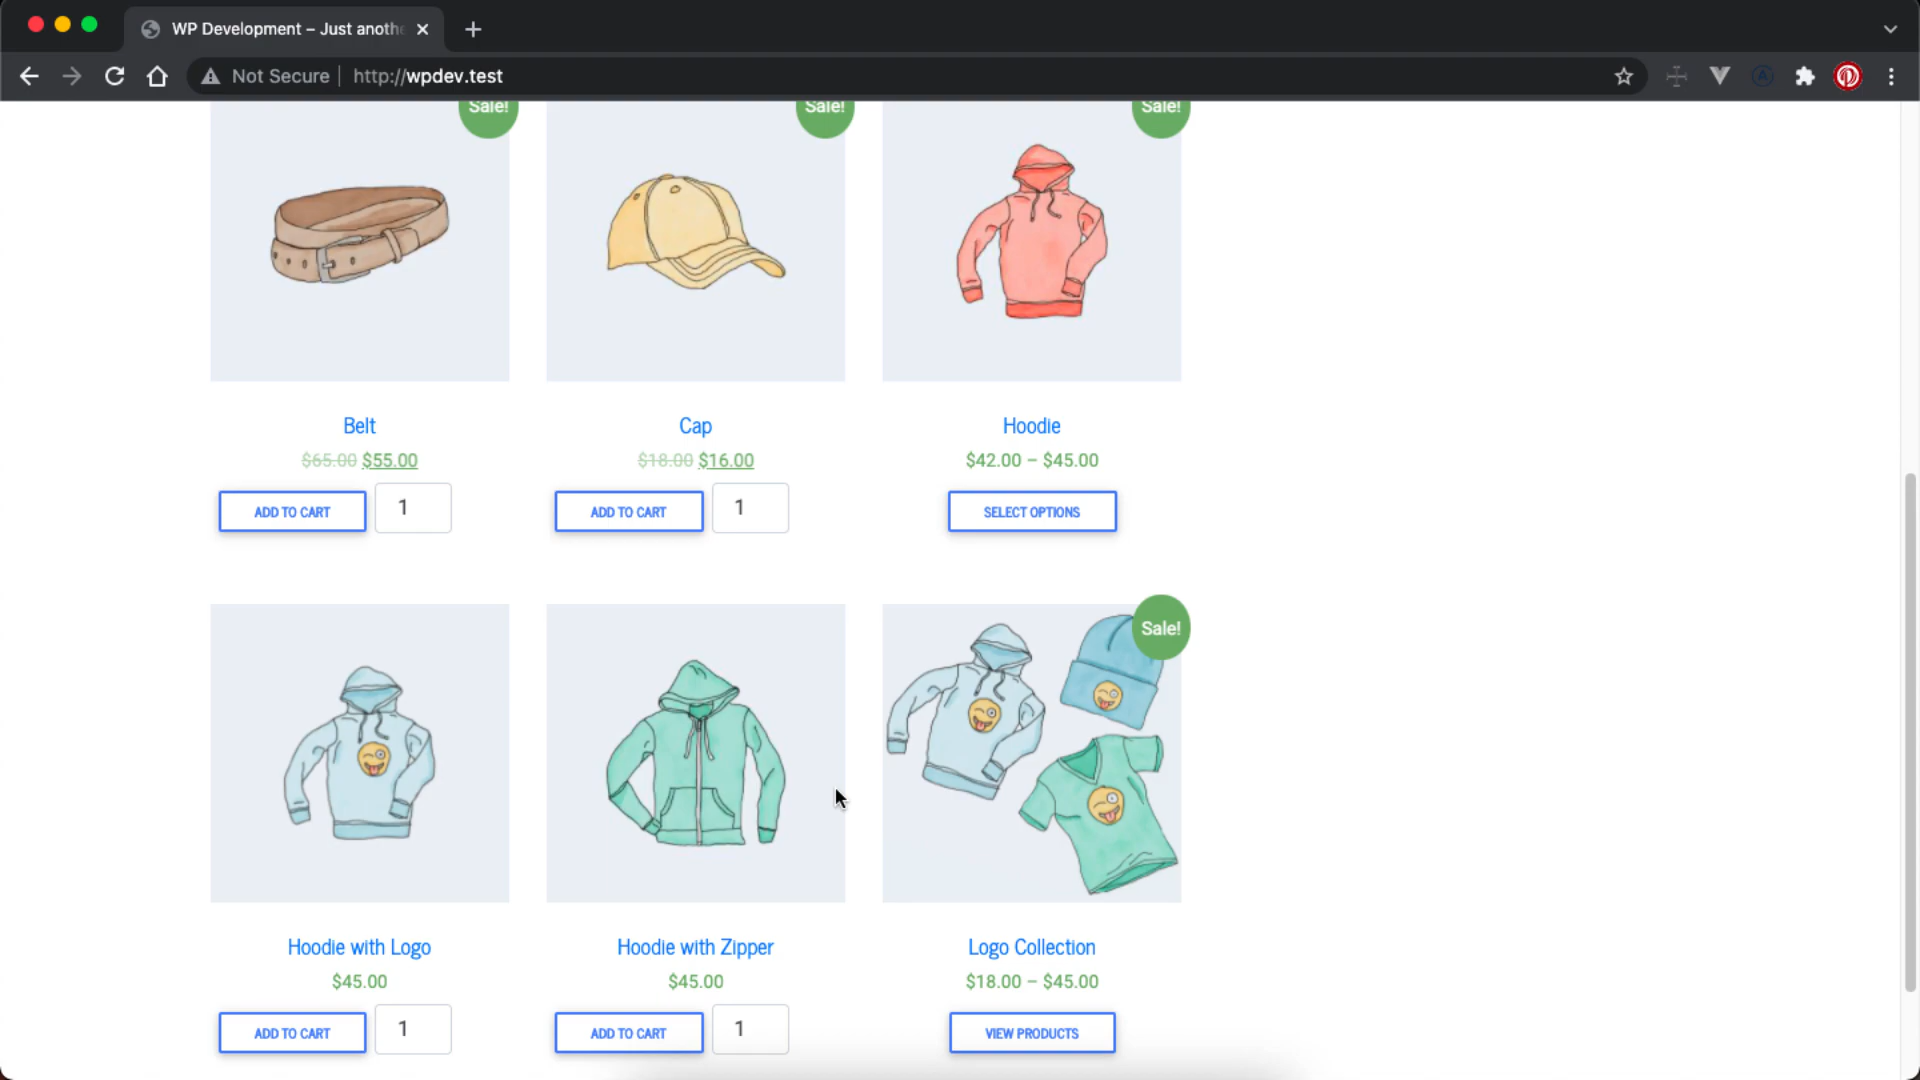 WP Development – Just anothe
Not Secure | http://wpdev.test
Sale! Sale! Sale!
Belt Cap Hoodie
$65.00 $55.00 $18.00 $16.00 $42.00 – $45.00
ADD TO CART 1 ADD TO CART 1 SELECT OPTIONS
Sale!
Hoodie with Logo Hoodie with Zipper Logo Collection
$45.00 $45.00 $18.00 – $45.00
ADD TO CART 1 ADD TO CART 1 VIEW PRODUCTS